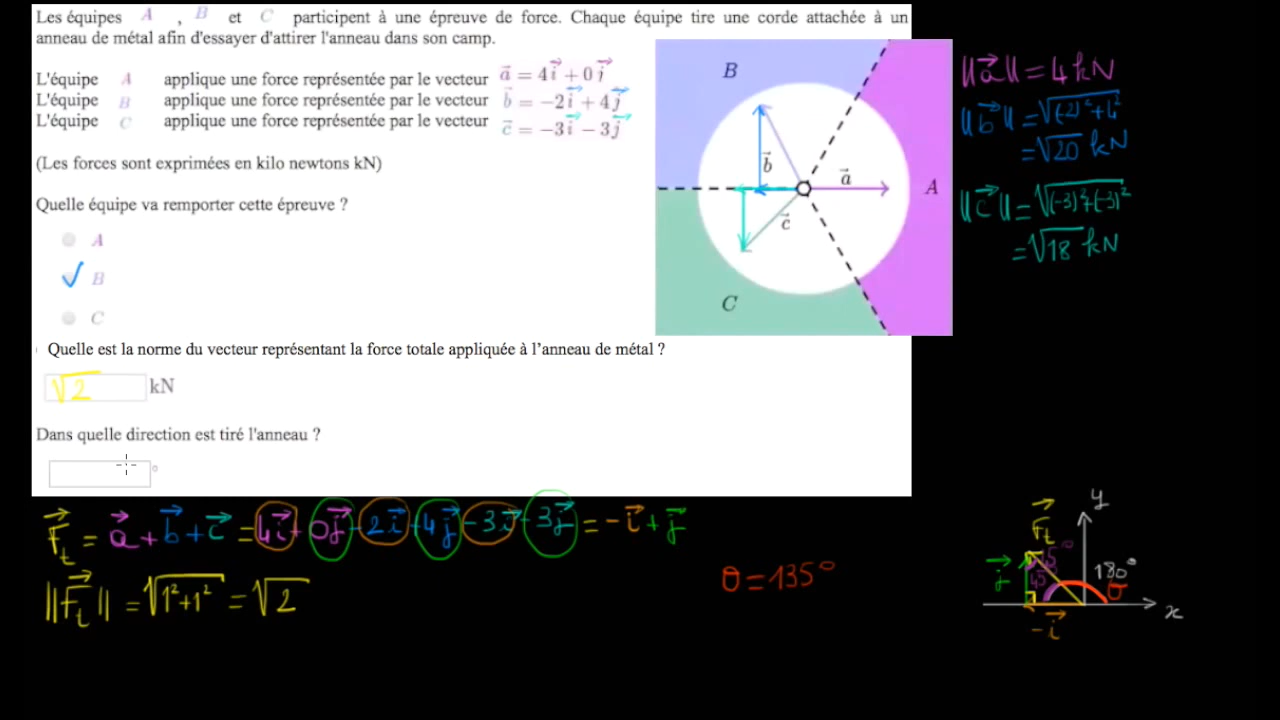 Les équipes A , B et C participent à une épreuve de force. Chaque équipe tire une corde attachée à un
anneau de métal afin d'essayer d'attirer l'anneau dans son camp.
L'équipe A applique une force représentée par le vecteur a⃗ = 4i⃗ + 0j⃗
L'équipe B applique une force représentée par le vecteur b⃗ = −2i⃗ + 4j⃗
L'équipe C applique une force représentée par le vecteur c⃗ = −3i⃗ − 3j⃗
(Les forces sont exprimées en kilo newtons kN)
Quelle équipe va remporter cette épreuve ?
A
B
C
Quelle est la norme du vecteur représentant la force totale appliquée à l'anneau de métal ?
√2 kN
Dans quelle direction est tiré l'anneau ?
°
B
b⃗
a⃗
A
c⃗
C
||a⃗|| = 4 kN
||b⃗|| = √(-2)²+4²
= √20 kN
||c⃗|| = √(-3)²+(-3)²
= √18 kN
F⃗t = a⃗ + b⃗ + c⃗ = 4i⃗ + 0j⃗ - 2i⃗ + 4j⃗ - 3i⃗ - 3j⃗ = -i⃗ + j⃗
||F⃗t|| = √1²+1² = √2
θ = 135°
y
F⃗t
45°
j⃗
45
180°
θ
x
-i⃗